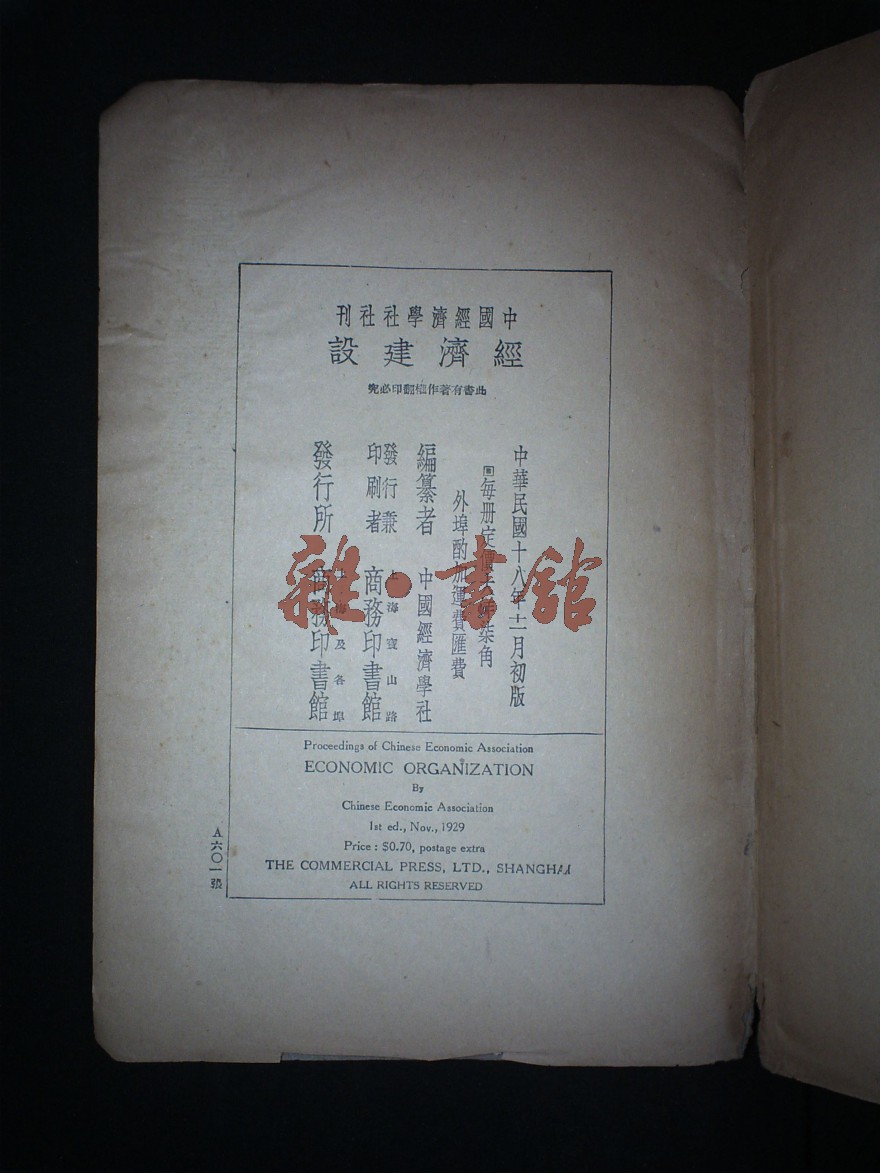 中國經濟學社社刊
經濟建設
此書有著作權翻印必究
中華民國十八年十一月初版
每册定價大洋柒角
外埠酌加運費匯費
編纂者 中國經濟學社
發行兼印刷者 上海寶山路 商務印書館
發行所 上海及各埠 商務印書館
雜·書館
Proceedings of Chinese Economic Association
ECONOMIC ORGANIZATION
By
Chinese Economic Association
1st ed., Nov., 1929
Price : $0.70, postage extra
THE COMMERCIAL PRESS, LTD., SHANGHAI
ALL RIGHTS RESERVED
A六〇一張